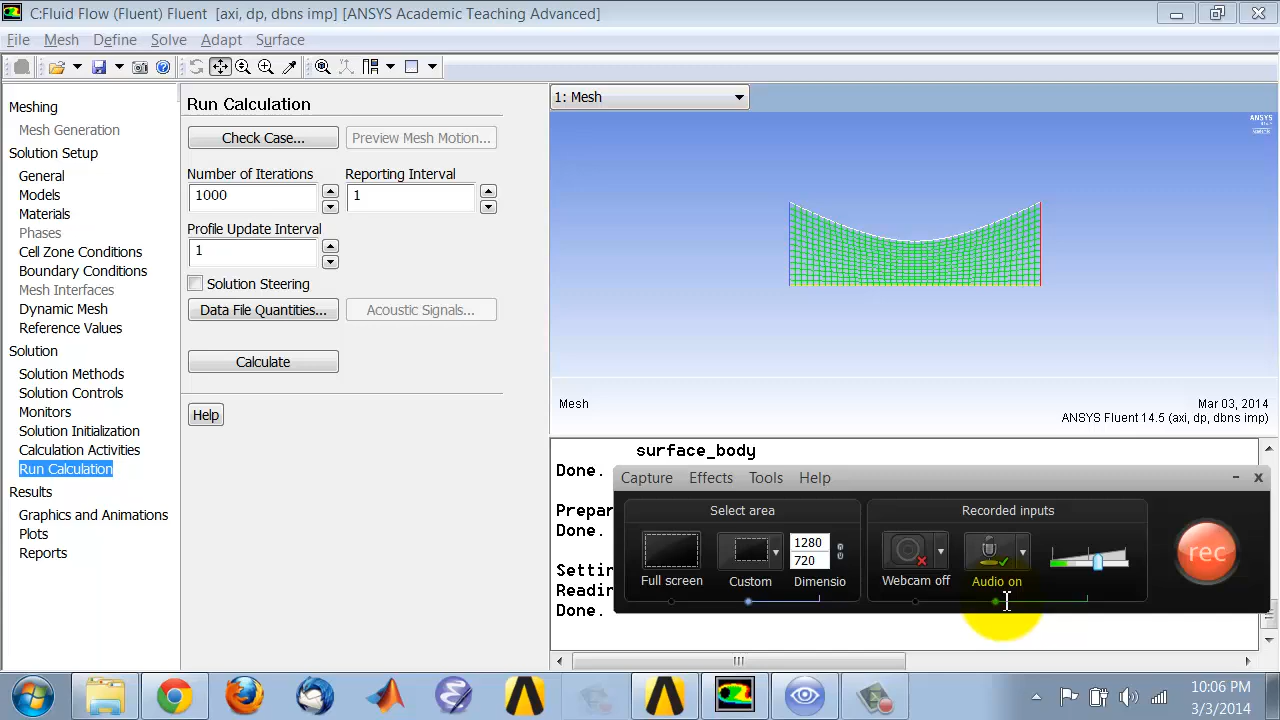 C:Fluid Flow (Fluent) Fluent [axi, dp, dbns imp] [ANSYS Academic Teaching Advanced]
File Mesh Define Solve Adapt Surface
Meshing
Mesh Generation
Solution Setup
General
Models
Materials
Phases
Cell Zone Conditions
Boundary Conditions
Mesh Interfaces
Dynamic Mesh
Reference Values
Solution
Solution Methods
Solution Controls
Monitors
Solution Initialization
Calculation Activities
Run Calculation
Results
Graphics and Animations
Plots
Reports
Run Calculation
Check Case... Preview Mesh Motion...
Number of Iterations Reporting Interval
1000 1
Profile Update Interval
1
Solution Steering
Data File Quantities... Acoustic Signals...
Calculate
Help
1: Mesh
ANSYS
Mesh Mar 03, 2014
ANSYS Fluent 14.5 (axi, dp, dbns imp)
surface_body
Done.
Prepar
Done.
Settin
Readin
Done.
Capture Effects Tools Help
Select area Recorded inputs
1280
720
rec
Full screen Custom Dimensio Webcam off Audio on
10:06 PM
3/3/2014